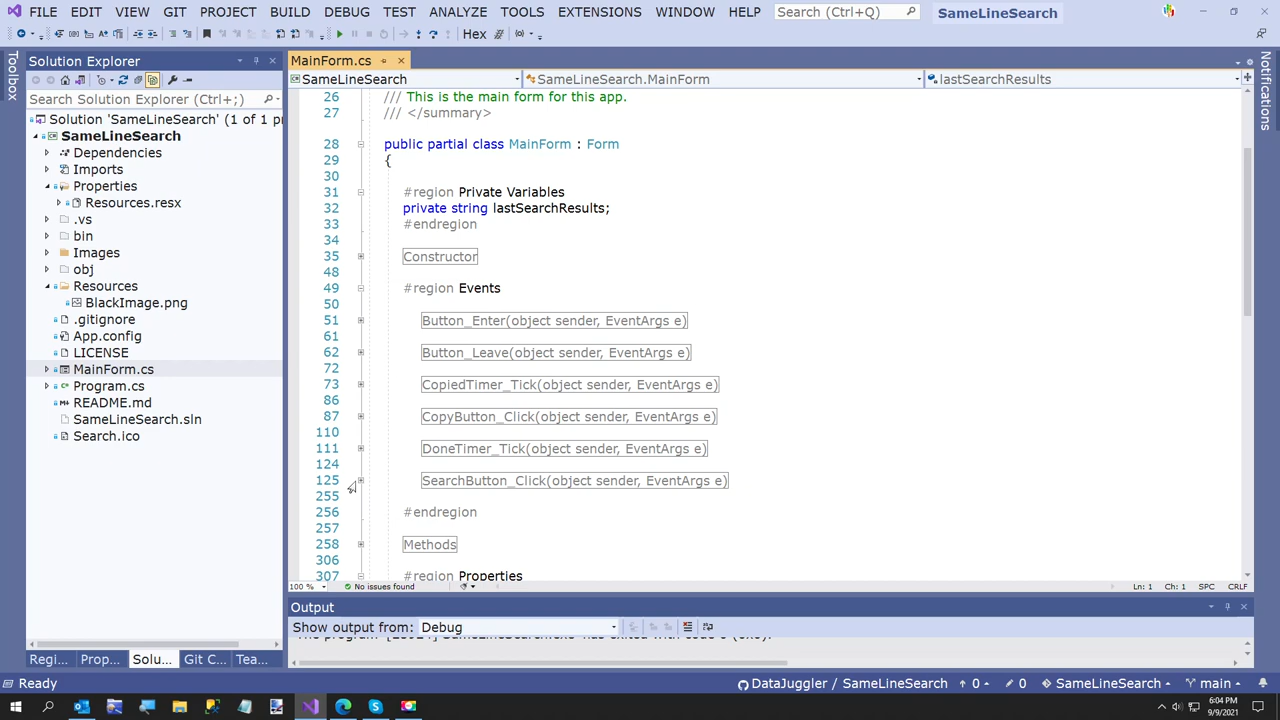 FILE EDIT VIEW GIT PROJECT BUILD DEBUG TEST ANALYZE TOOLS EXTENSIONS WINDOW HELP Search (Ctrl+Q) SameLineSearch
Hex
Toolbox
Solution Explorer
Search Solution Explorer (Ctrl+;)
Solution 'SameLineSearch' (1 of 1 p
SameLineSearch
Dependencies
Imports
Properties
Resources.resx
.vs
bin
Images
obj
Resources
BlackImage.png
.gitignore
App.config
LICENSE
MainForm.cs
Program.cs
README.md
SameLineSearch.sln
Search.ico
Regi... Prop... Solu... Git C... Tea...
MainForm.cs
SameLineSearch SameLineSearch.MainForm lastSearchResults
26 /// This is the main form for this app.
27 /// </summary>
28 public partial class MainForm : Form
29 {
30
31 #region Private Variables
32 private string lastSearchResults;
33 #endregion
34
35 Constructor
48
49 #region Events
50
51 Button_Enter(object sender, EventArgs e)
61
62 Button_Leave(object sender, EventArgs e)
72
73 CopiedTimer_Tick(object sender, EventArgs e)
86
87 CopyButton_Click(object sender, EventArgs e)
110
111 DoneTimer_Tick(object sender, EventArgs e)
124
125 SearchButton_Click(object sender, EventArgs e)
255
256 #endregion
257
258 Methods
306
307 #region Properties
100 % No issues found Ln: 1 Ch: 1 SPC CRLF
Output
Show output from: Debug
Notifications
Ready DataJuggler / SameLineSearch 0 0 SameLineSearch main
6:04 PM
9/9/2021